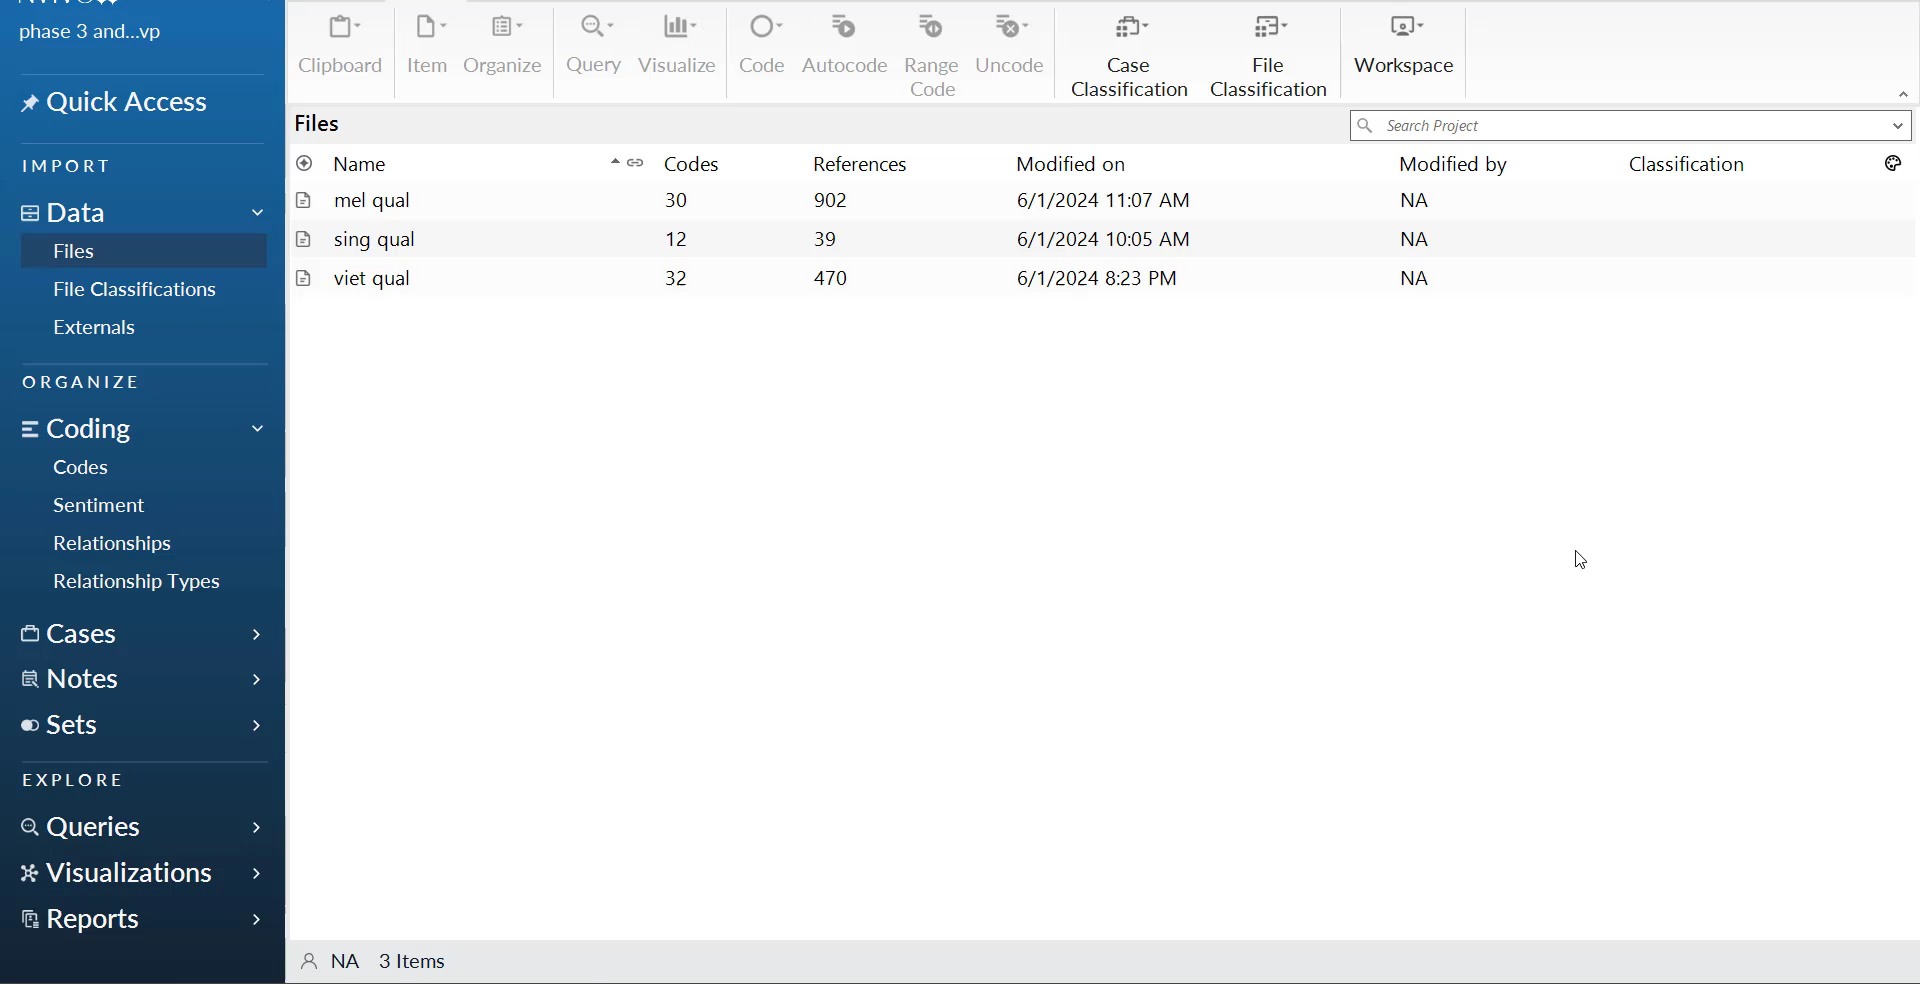 phase 3 and...vp
Quick Access
IMPORT
Data
Files
File Classifications
Externals
ORGANIZE
Coding
Codes
Sentiment
Relationships
Relationship Types
Cases
Notes
Sets
EXPLORE
Queries
Visualizations
Reports
Clipboard Item Organize Query Visualize Code Autocode Range Code Uncode Case Classification File Classification Workspace
Files Search Project
Name Codes References Modified on Modified by Classification
mel qual 30 902 6/1/2024 11:07 AM NA
sing qual 12 39 6/1/2024 10:05 AM NA
viet qual 32 470 6/1/2024 8:23 PM NA
NA 3 Items